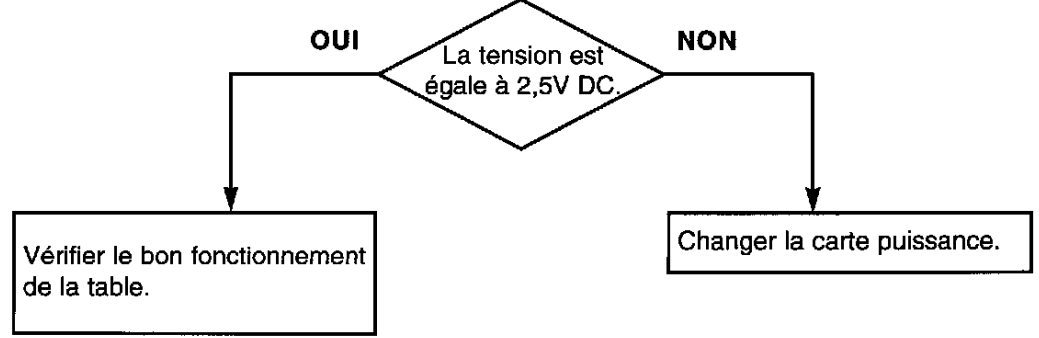 OUI
La tension est
égale à 2,5V DC.
NON
Vérifier le bon fonctionnement
de la table.
Changer la carte puissance.